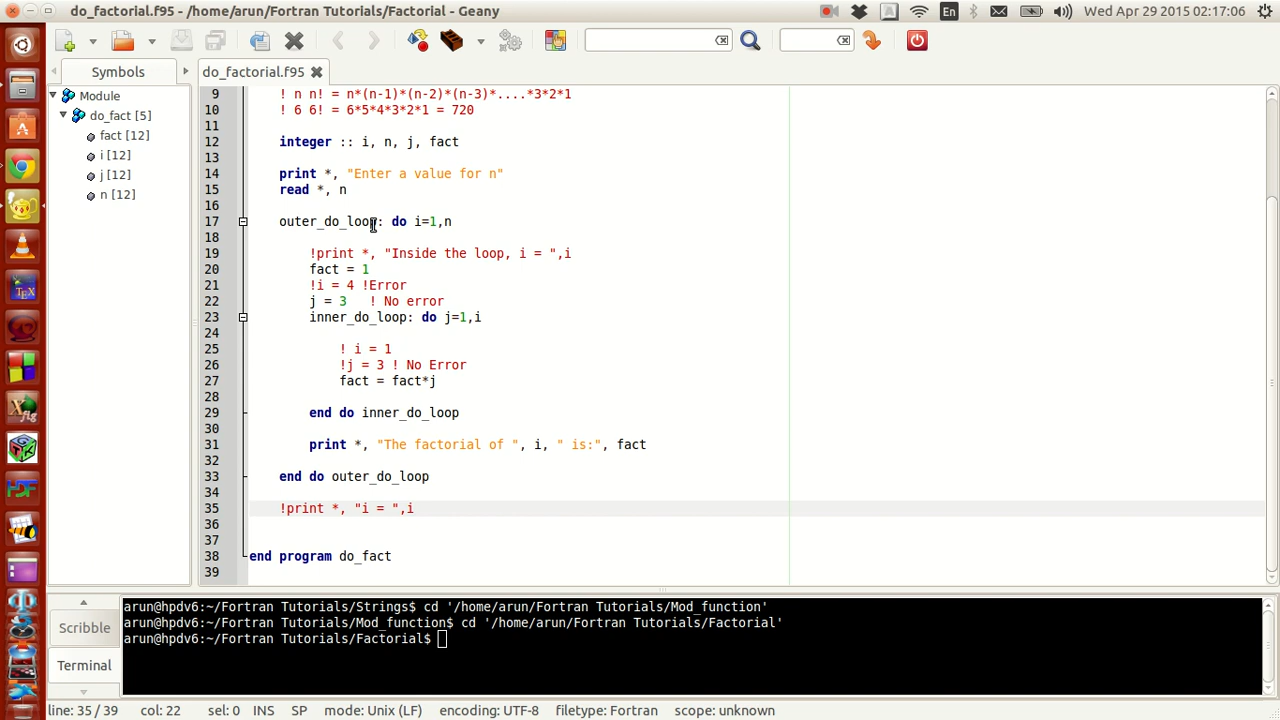 do_factorial.f95 - /home/arun/Fortran Tutorials/Factorial - Geany
En
Wed Apr 29 2015 02:17:06
Symbols
do_factorial.f95
Module
do_fact [5]
fact [12]
i [12]
j [12]
n [12]
9 ! n n! = n*(n-1)*(n-2)*(n-3)*....*3*2*1
10 ! 6 6! = 6*5*4*3*2*1 = 720
11
12 integer :: i, n, j, fact
13
14 print *, "Enter a value for n"
15 read *, n
16
17 outer_do_loop: do i=1,n
18
19 !print *, "Inside the loop, i = ",i
20 fact = 1
21 !i = 4 !Error
22 j = 3 ! No error
23 inner_do_loop: do j=1,i
24
25 ! i = 1
26 !j = 3 ! No Error
27 fact = fact*j
28
29 end do inner_do_loop
30
31 print *, "The factorial of ", i, " is:", fact
32
33 end do outer_do_loop
34
35 !print *, "i = ",i
36
37
38 end program do_fact
39
Scribble
Terminal
arun@hpdv6:~/Fortran Tutorials/Strings$ cd '/home/arun/Fortran Tutorials/Mod_function'
arun@hpdv6:~/Fortran Tutorials/Mod_function$ cd '/home/arun/Fortran Tutorials/Factorial'
arun@hpdv6:~/Fortran Tutorials/Factorial$
line: 35 / 39 col: 22 sel: 0 INS SP mode: Unix (LF) encoding: UTF-8 filetype: Fortran scope: unknown